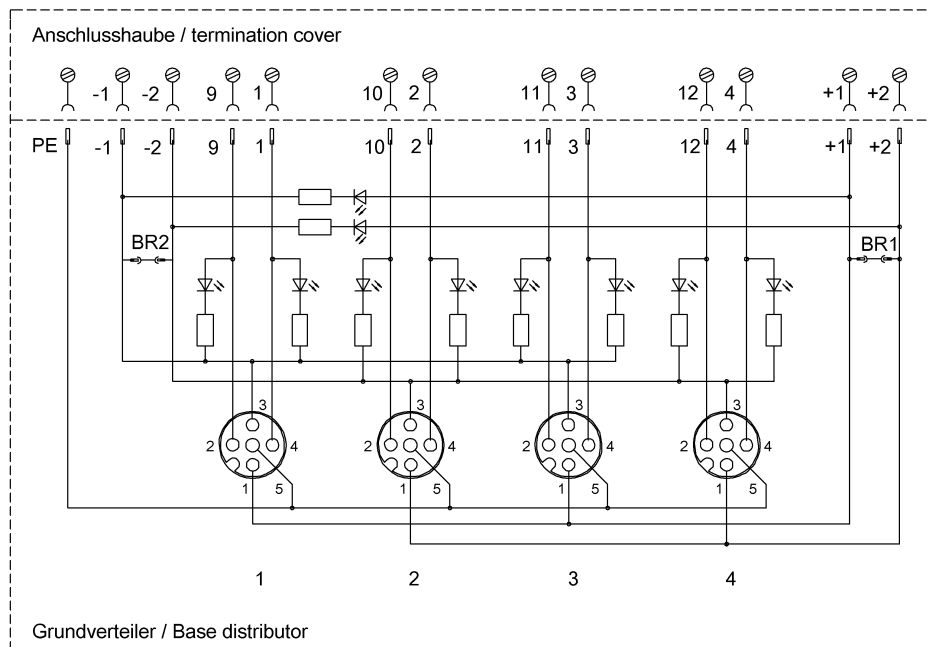 Anschlusshaube / termination cover
-1 -2 9 1 10 2 11 3 12 4 +1 +2
PE -1 -2 9 1 10 2 11 3 12 4 +1 +2
BR2 BR1
3 3 3 3
2 4 2 4 2 4 2 4
1 5 1 5 1 5 1 5
1 2 3 4
Grundverteiler / Base distributor